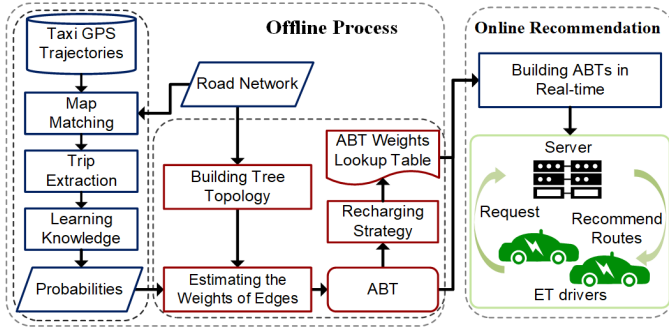 Offline Process
Taxi GPS
Trajectories
Map
Matching
Trip
Extraction
Learning
Knowledge
Probabilities
Road Network
Building Tree
Topology
Estimating the
Weights of Edges
ABT Weights
Lookup Table
Recharging
Strategy
ABT
Online Recommendation
Building ABTs in
Real-time
Server
Request
Recommend
Routes
ET drivers